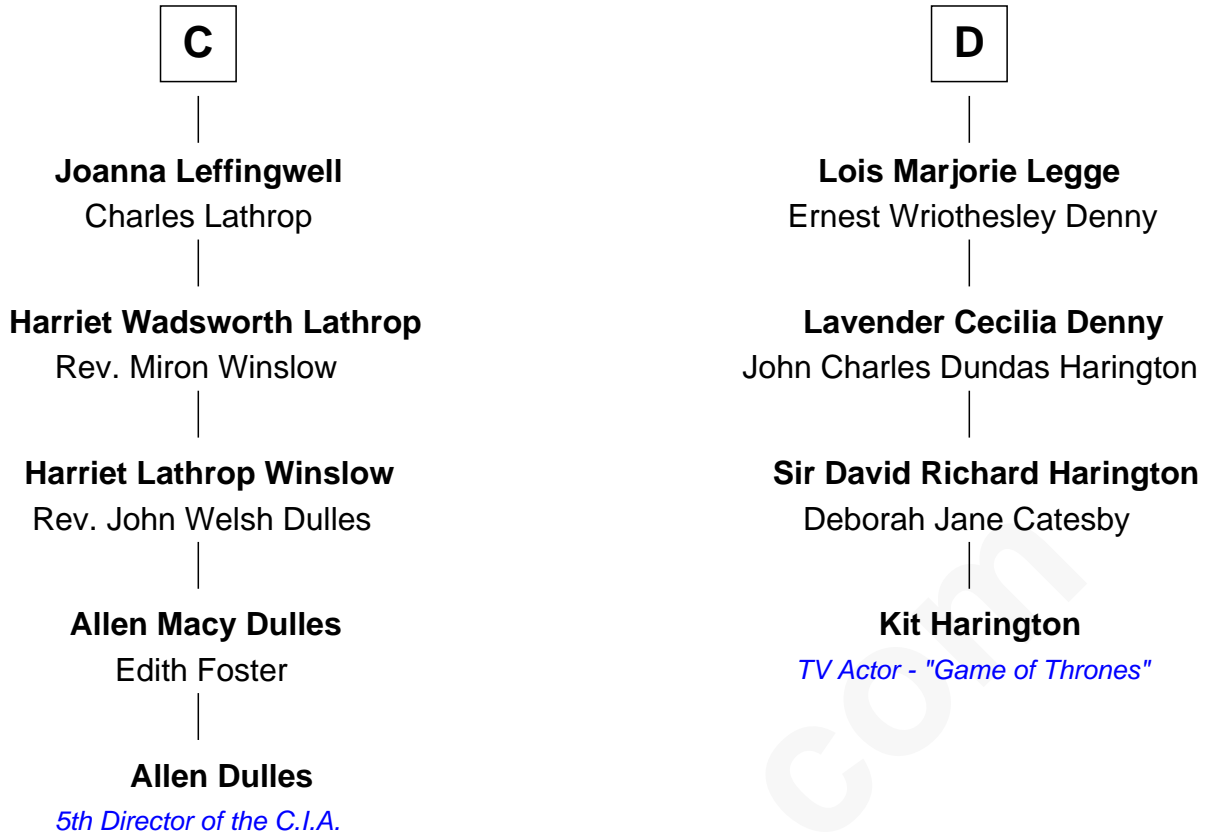 C
Joanna Leffingwell
Charles Lathrop
Harriet Wadsworth Lathrop
Rev. Miron Winslow
Harriet Lathrop Winslow
Rev. John Welsh Dulles
Allen Macy Dulles
Edith Foster
Allen Dulles
5th Director of the C.I.A.
D
Lois Marjorie Legge
Ernest Wriothesley Denny
Lavender Cecilia Denny
John Charles Dundas Harington
Sir David Richard Harington
Deborah Jane Catesby
Kit Harington
TV Actor - "Game of Thrones"
com